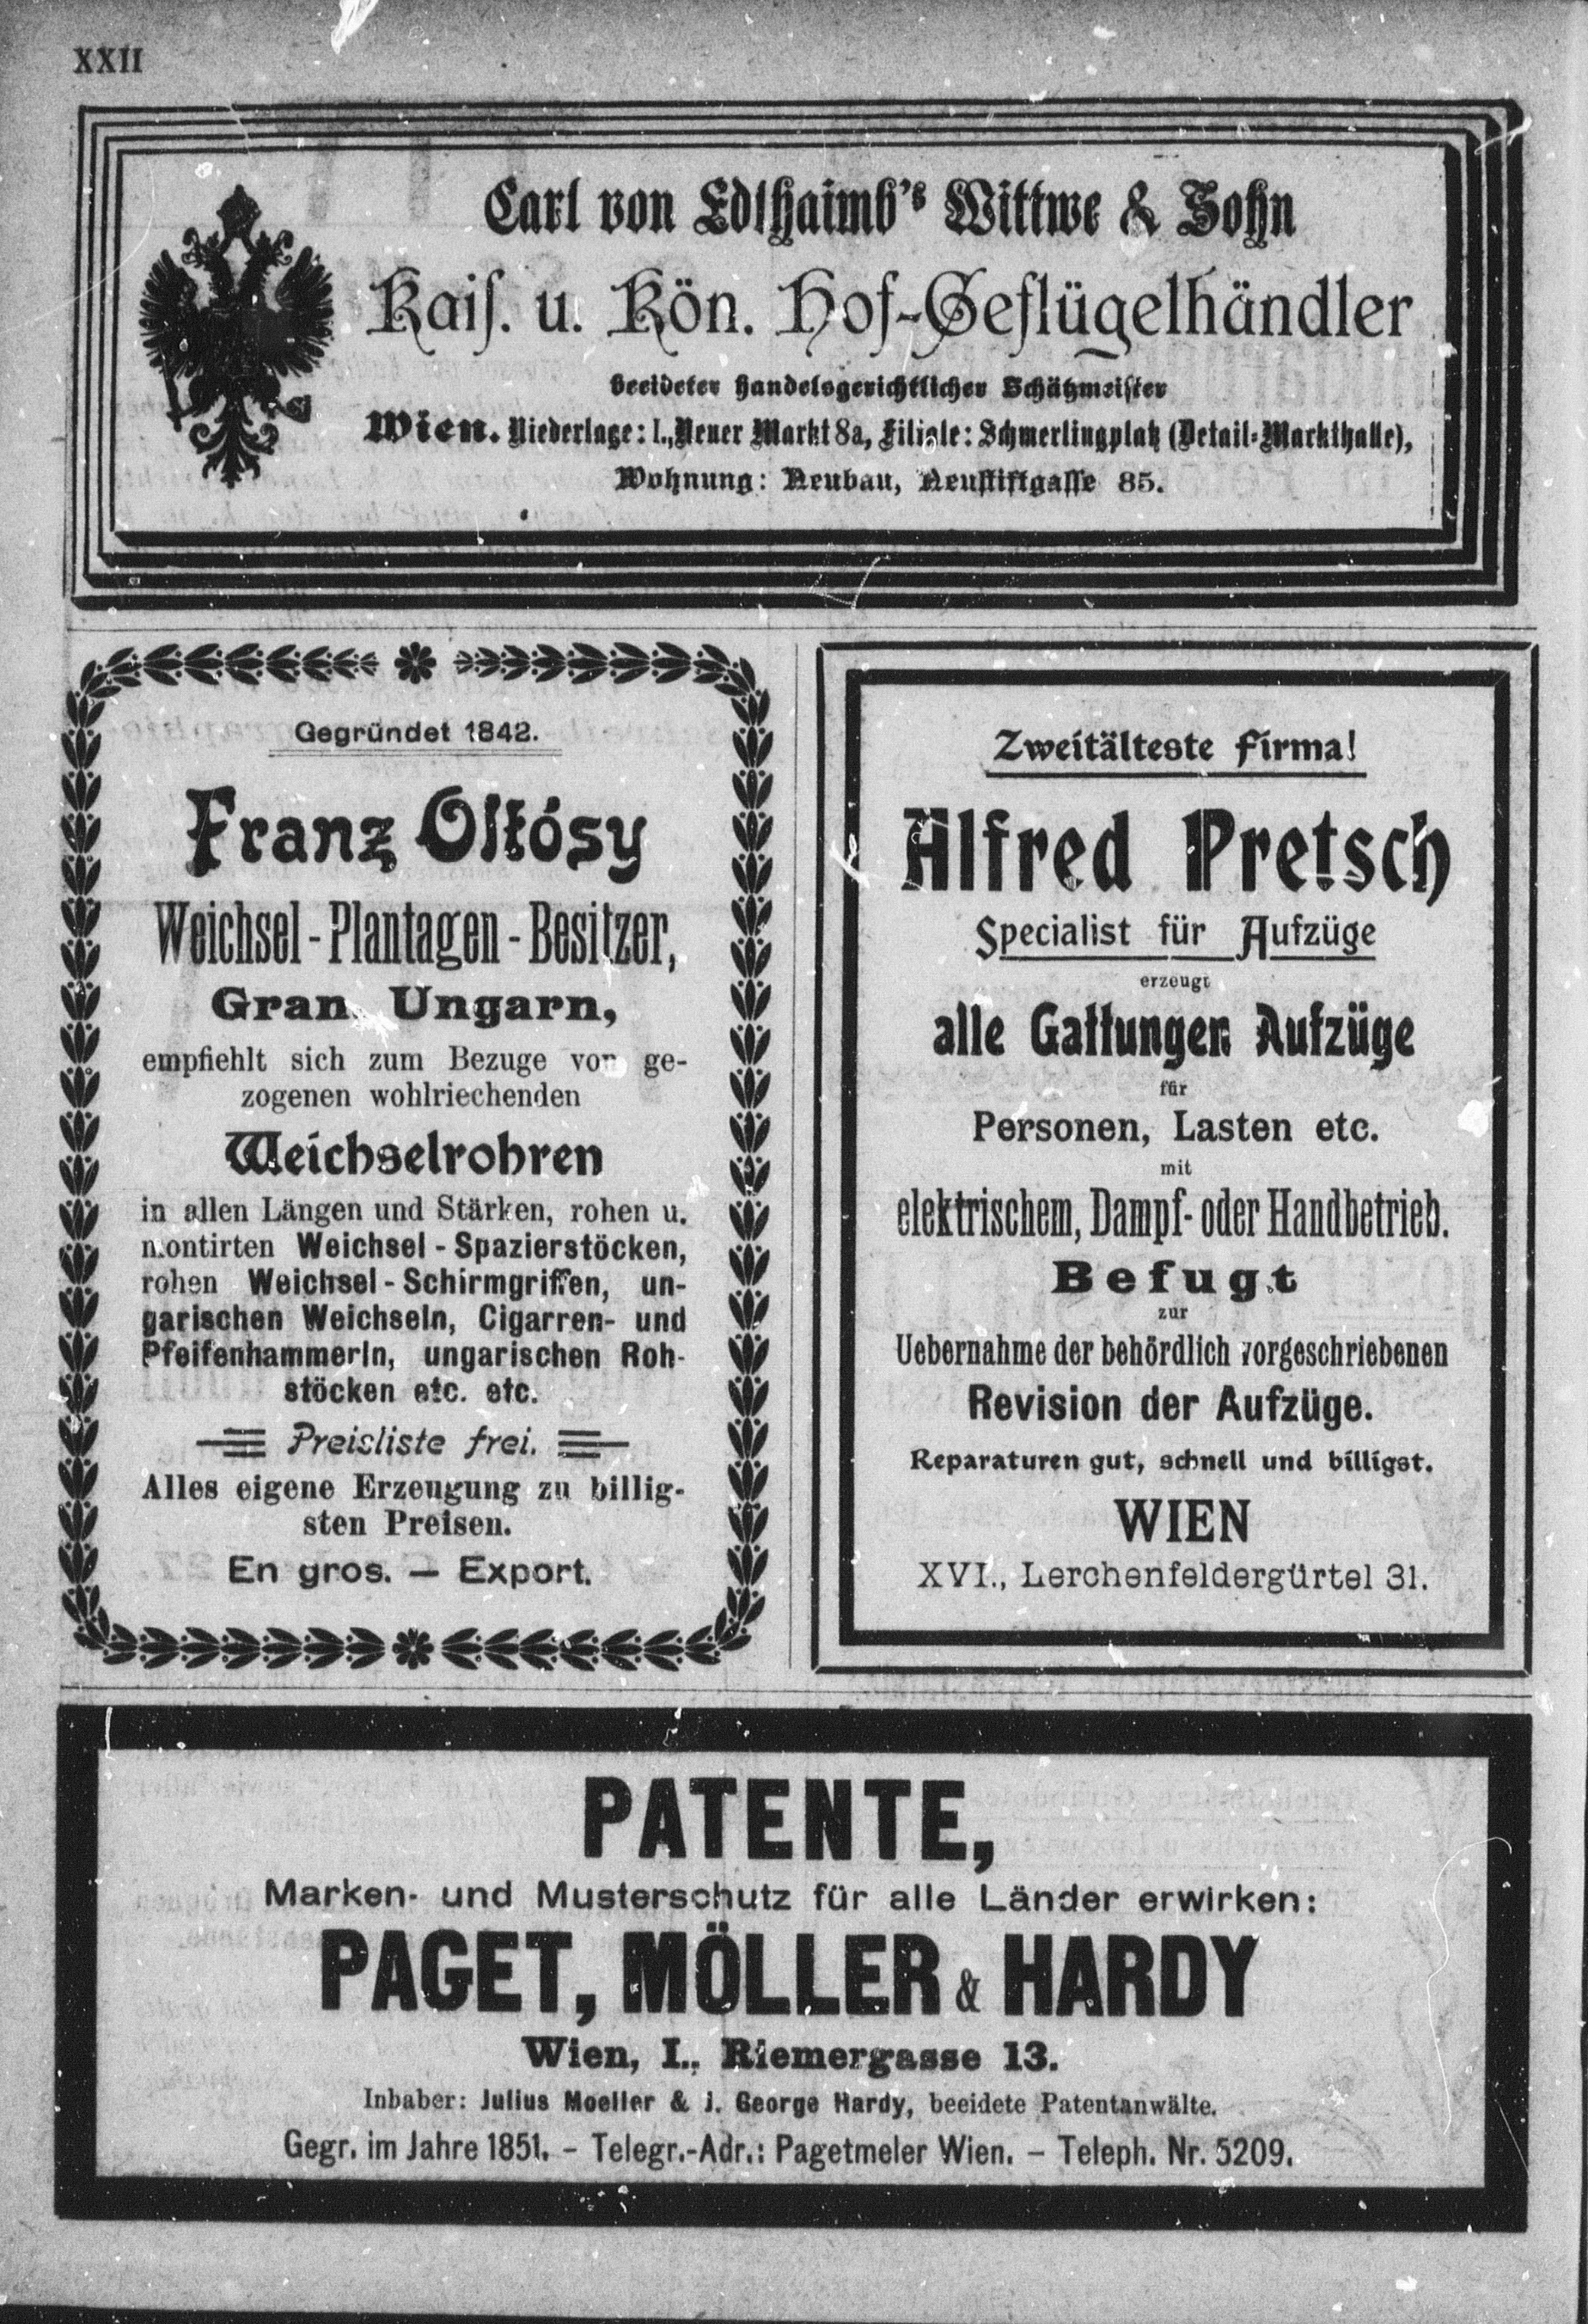 XXII
Carl von Edlhaimb's Wittwe & Sohn
Kais. u. Kön. Hof-Geflügelhändler
beeideter handelsgerichtlicher Schätzmeister
Wien. Niederlage: I., Neuer Markt 8a, Filiale: Schmerlingplatz (Detail-Markthalle),
Wohnung: Neubau, Neustiftgasse 85.
Gegründet 1842.
Franz
Weichsel-Plantagen-Besitzer,
Gran, Ungarn,
empfiehlt sich zum Bezuge von ge-
zogenen wohlriechenden
Weichselrohren
in allen Längen und Stärken, rohen u.
montirten Weichsel-Spazierstöcken,
rohen Weichsel-Schirmgriffen, un-
garischen Weichseln, Cigarren- und
Pfeifenhammerln, ungarischen Roh-
stöcken etc. etc.
Preisliste frei.
Alles eigene Erzeugung zu billig-
sten Preisen.
En gros. — Export.
Zweitälteste Firma!
Alfred Pretsch
Specialist für Aufzüge
erzeugt
alle Gattungen Aufzüge
für
Personen, Lasten etc.
mit
elektrischem, Dampf- oder Handbetrieb.
Befugt
zur
Uebernahme der behördlich vorgeschriebenen
Revision der Aufzüge.
Reparaturen gut, schnell und billigst.
WIEN
XVI., Lerchenfeldergürtel 31.
PATENTE,
Marken- und Musterschutz für alle Länder erwirken:
PAGET, MÖLLER & HARDY
Wien, I., Riemergasse 13.
Inhaber: Julius Moeller & J. George Hardy, beeidete Patentanwälte.
Gegr. im Jahre 1851. – Telegr.-Adr.: Pagetmeler Wien. – Teleph. Nr. 5209.